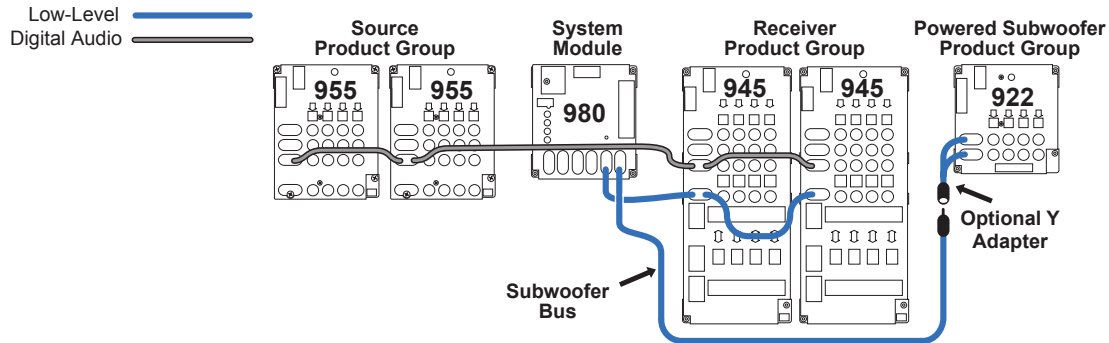 Low-Level
Digital Audio
Source
Product Group
System
Module
Receiver
Product Group
Powered Subwoofer
Product Group
955
955
980
945
945
922
Optional Y
Adapter
Subwoofer
Bus